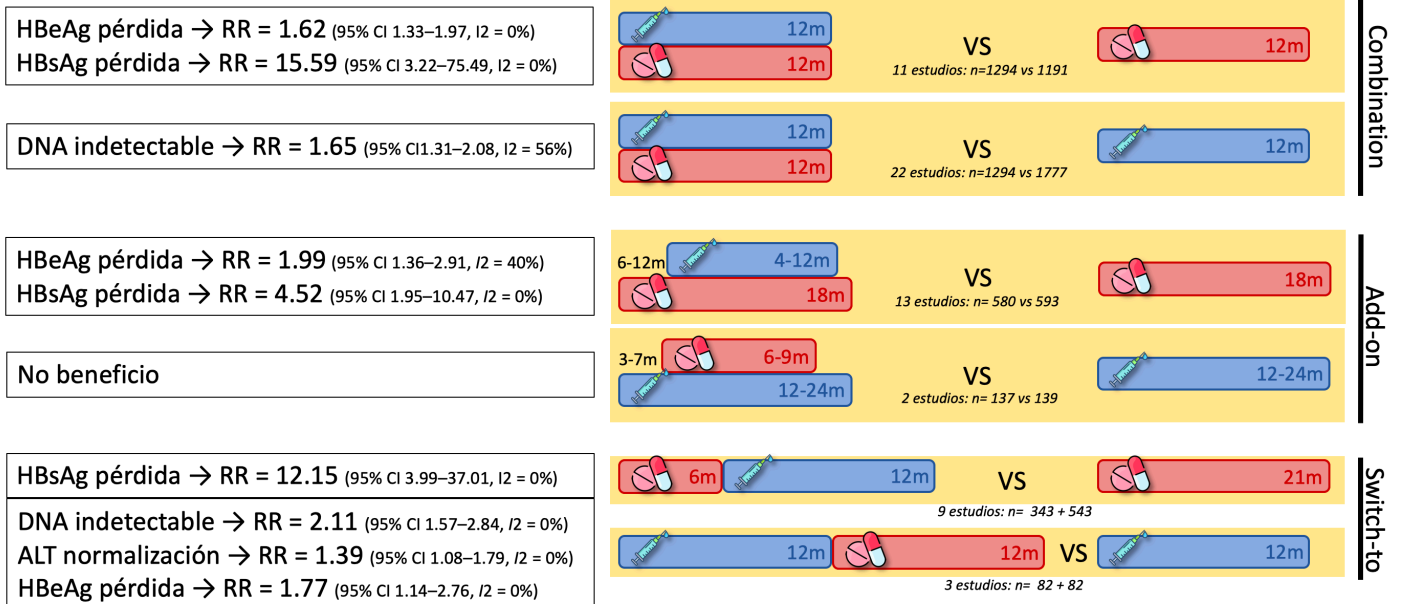 HBeAg pérdida → RR = 1.62 (95% CI 1.33–1.97, I2 = 0%)
HBsAg pérdida → RR = 15.59 (95% CI 3.22–75.49, I2 = 0%)
12m
12m
VS
11 estudios: n=1294 vs 1191
12m
Combination
DNA indetectable → RR = 1.65 (95% CI1.31–2.08, I2 = 56%)
12m
12m
VS
22 estudios: n=1294 vs 1777
12m
HBeAg pérdida → RR = 1.99 (95% CI 1.36–2.91, I2 = 40%)
HBsAg pérdida → RR = 4.52 (95% CI 1.95–10.47, I2 = 0%)
6-12m
4-12m
18m
VS
13 estudios: n= 580 vs 593
18m
Add-on
No beneficio
3-7m
6-9m
12-24m
VS
2 estudios: n= 137 vs 139
12-24m
HBsAg pérdida → RR = 12.15 (95% CI 3.99–37.01, I2 = 0%)
6m
12m
VS
21m
9 estudios: n= 343 + 543
Switch-to
DNA indetectable → RR = 2.11 (95% CI 1.57–2.84, I2 = 0%)
ALT normalización → RR = 1.39 (95% CI 1.08–1.79, I2 = 0%)
HBeAg pérdida → RR = 1.77 (95% CI 1.14–2.76, I2 = 0%)
12m
12m
VS
12m
3 estudios: n= 82 + 82